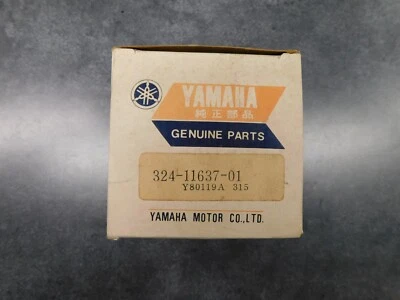 YAMAHA
純正部品
GENUINE PARTS
324-11637-01
Y80119A 315
YAMAHA MOTOR CO.,LTD.